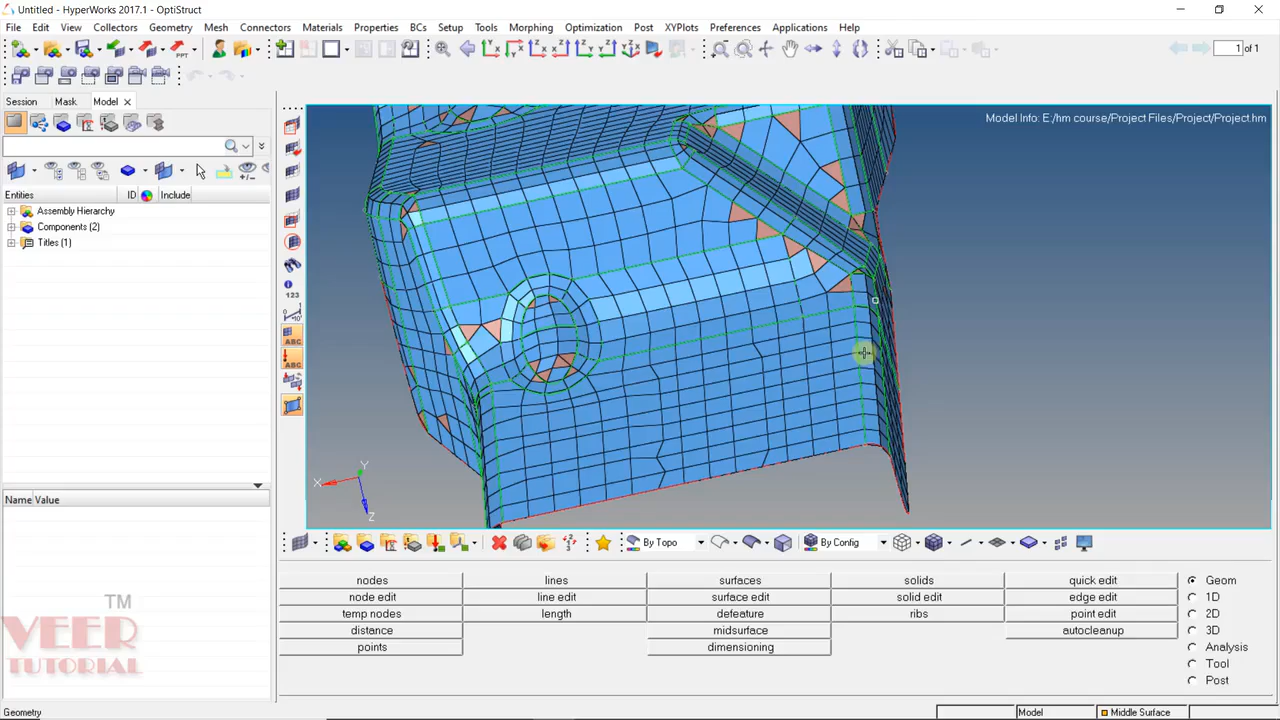 Untitled - HyperWorks 2017.1 - OptiStruct
File Edit View Collectors Geometry Mesh Connectors Materials Properties BCs Setup Tools Morphing Optimization Post XYPlots Preferences Applications Help
1 of 1
Session Mask Model
Model Info: E:/hm course/Project Files/Project/Project.hm
Entities ID Include
Assembly Hierarchy
Components (2)
Titles (1)
123
ABC
ABC
Y
X
Z
Name Value
By Topo By Config
nodes lines surfaces solids quick edit Geom
node edit line edit surface edit solid edit edge edit 1D
temp nodes length defeature ribs point edit 2D
distance midsurface autocleanup 3D
points dimensioning Analysis
Tool
Post
TM
VEER
TUTORIAL
Geometry Model Middle Surface